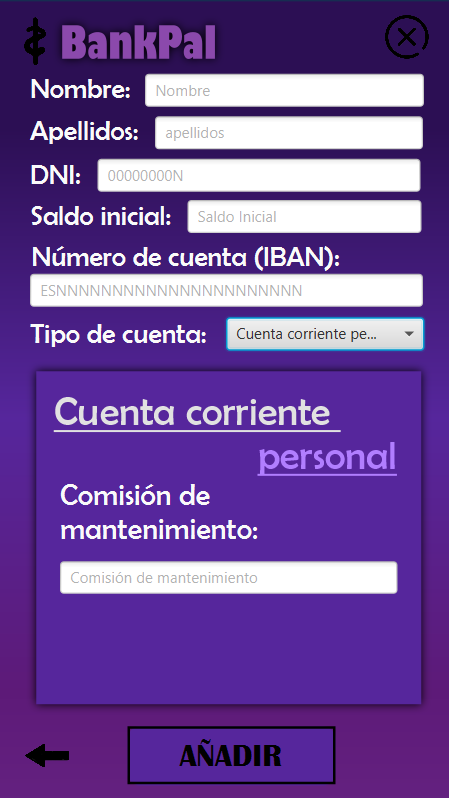 BankPal
Nombre: Nombre
Apellidos: apellidos
DNI: 00000000N
Saldo inicial: Saldo Inicial
Número de cuenta (IBAN):
ESNNNNNNNNNNNNNNNNNNNNNN
Tipo de cuenta: Cuenta corriente pe...
Cuenta corriente
personal
Comisión de
mantenimiento:
Comisión de mantenimiento
AÑADIR